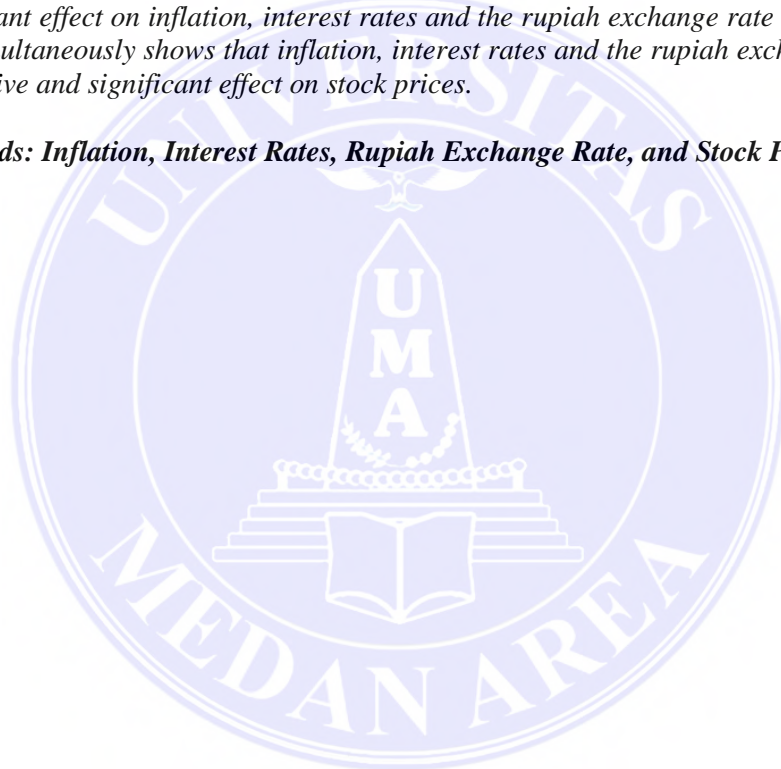 ant effect on inflation, interest rates and the rupiah exchange rate
ultaneously shows that inflation, interest rates and the rupiah exc
ive and significant effect on stock prices.
ds: Inflation, Interest Rates, Rupiah Exchange Rate, and Stock
UNIVERSITAS
UMA
MEDAN AREA